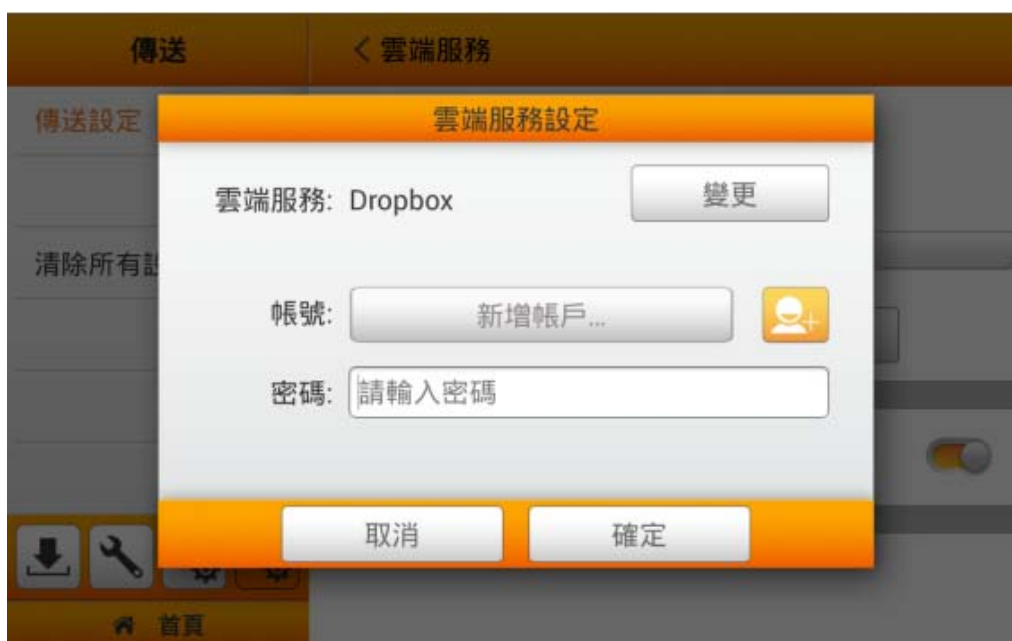 傳送
< 雲端服務
傳送設定
雲端服務設定
雲端服務: Dropbox
變更
清除所有
帳號:
新增帳戶...
密碼:
請輸入密碼
取消
確定
首頁